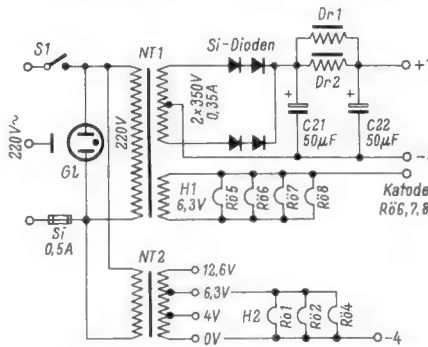 S1
NT1
Si-Dioden
Dr1
Dr2
220V~
Gl
220V
2×350V
0,35A
+
C21
50µF
+
C22
50µF
Si
0,5A
H1
6,3V
Rö5
Rö6
Rö7
Rö8
Katode
Rö6,7,8
NT2
12,6V
6,3V
4V
0V
H2
Rö1
Rö2
Rö4
-4